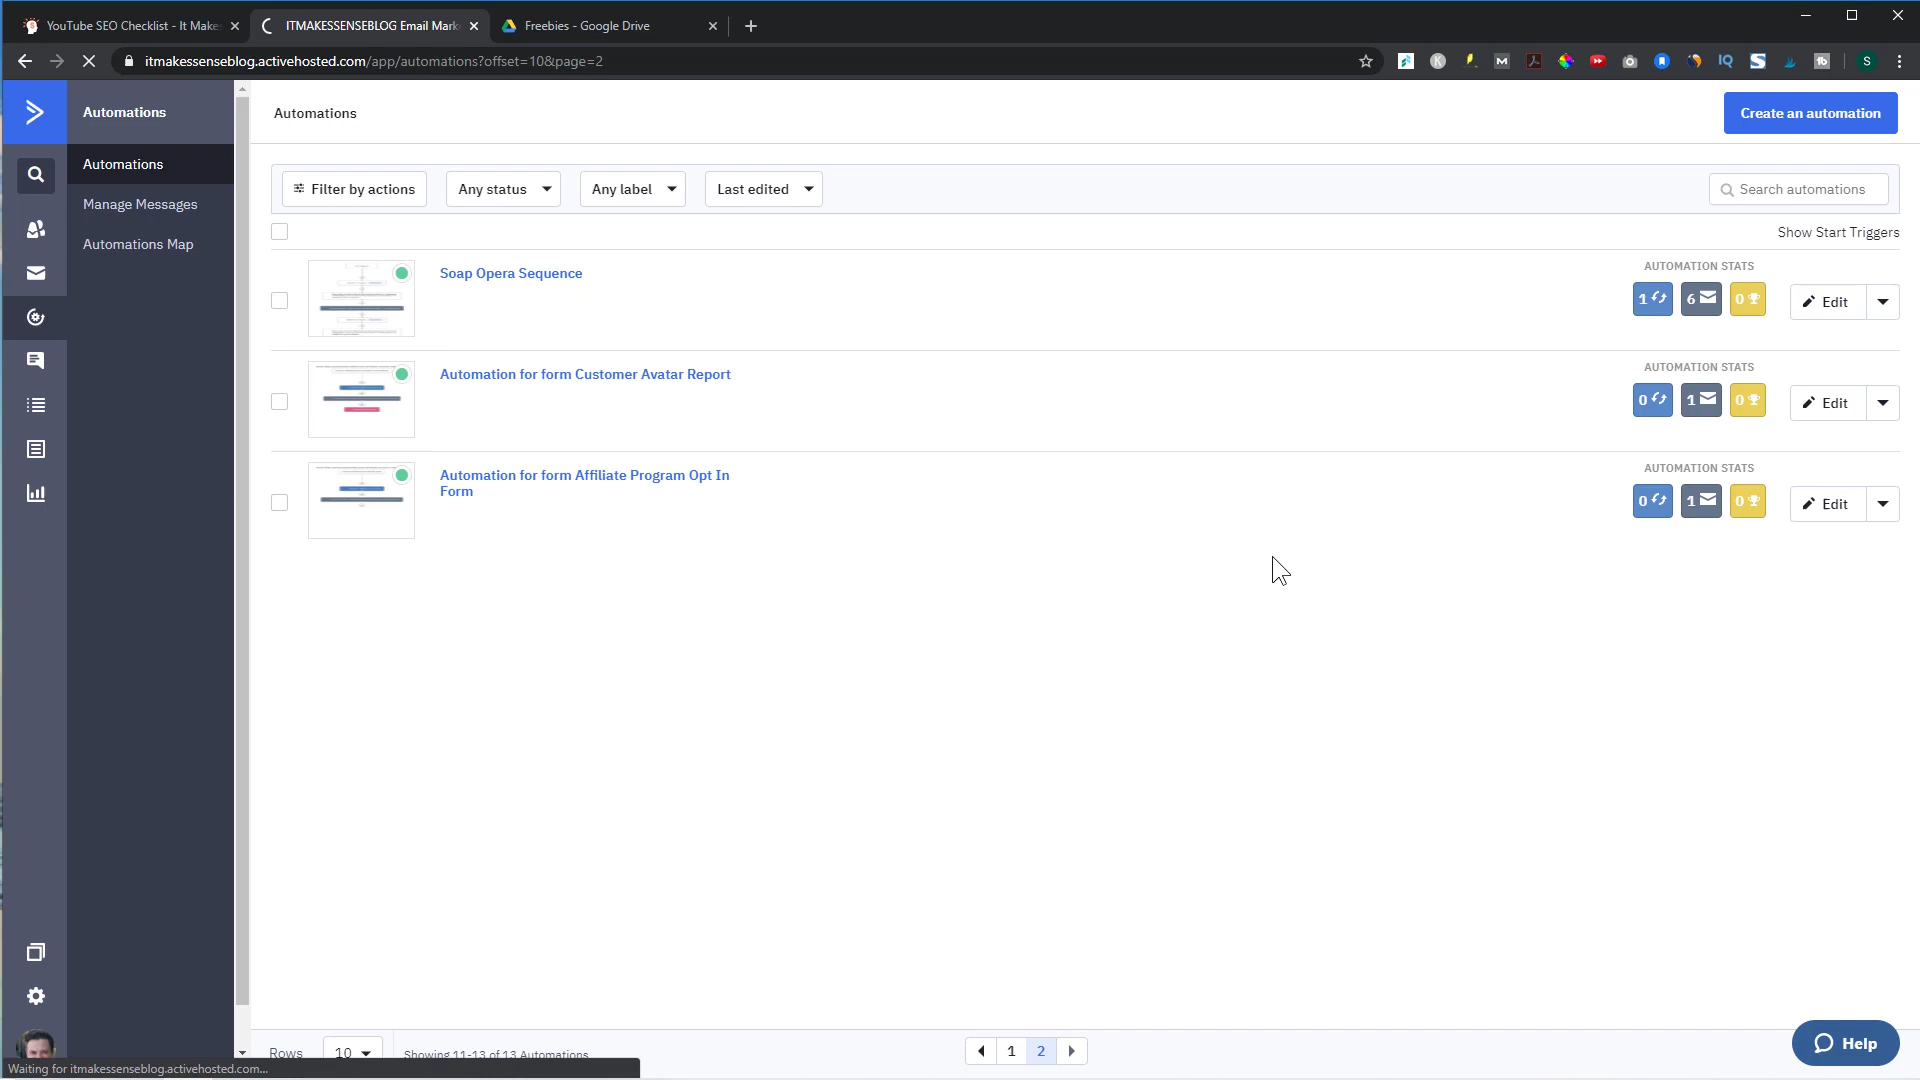 YouTube SEO Checklist - It Make
ITMAKESSENSEBLOG Email Mark
Freebies - Google Drive
itmakessenseblog.activehosted.com/app/automations?offset=10&page=2
Automations
Automations
Create an automation
Automations
Manage Messages
Automations Map
Filter by actions
Any status
Any label
Last edited
Search automations
Show Start Triggers
Soap Opera Sequence
AUTOMATION STATS
1
6
0
Edit
Automation for form Customer Avatar Report
AUTOMATION STATS
0
1
0
Edit
Automation for form Affiliate Program Opt In
Form
AUTOMATION STATS
0
1
0
Edit
Rows
10
Showing 11-13 of 13 Automations
1
2
Help
Waiting for itmakessenseblog.activehosted.com...